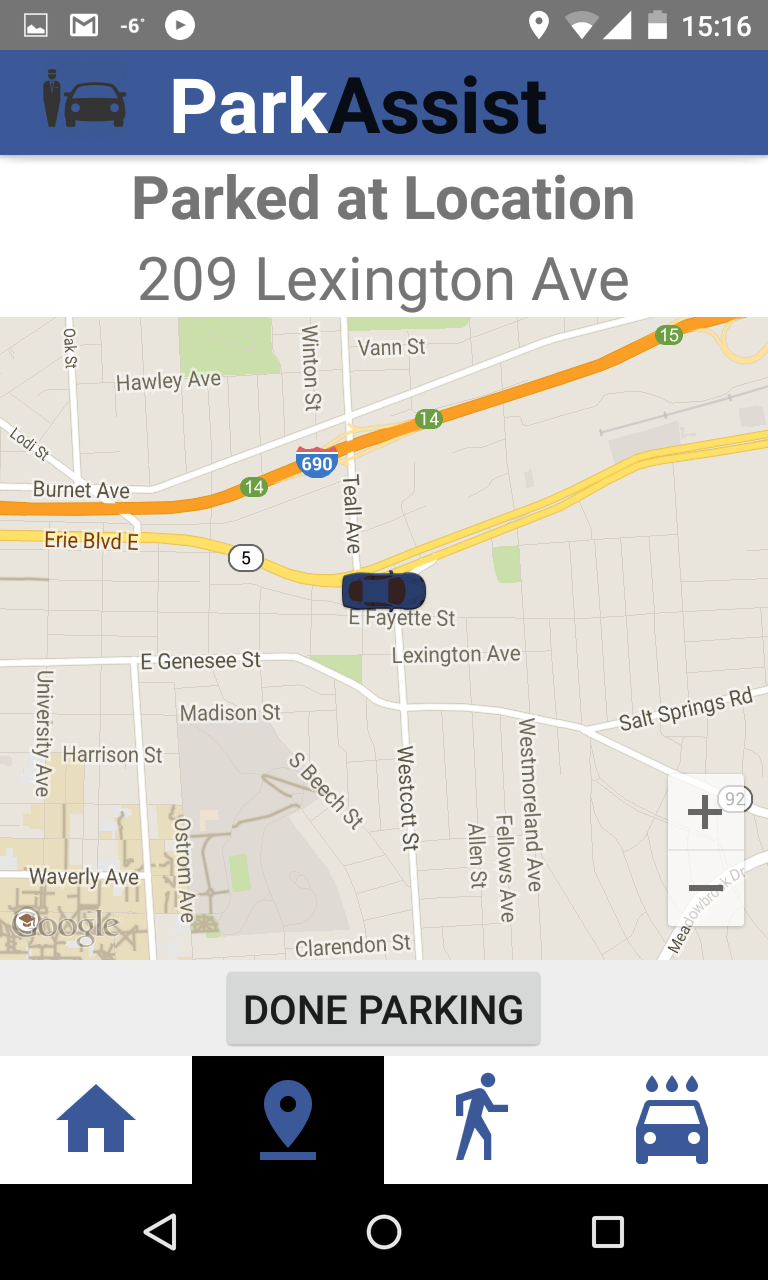 -6° 15:16
ParkAssist
Parked at Location
209 Lexington Ave
15
Oak St
Winton St
Vann St
Hawley Ave
14
Lodi St
690
14
Burnet Ave
Teall Ave
Erie Blvd E
5
E Fayette St
Lexington Ave
E Genesee St
University Ave
Madison St
Salt Springs Rd
Harrison St
S Beech St
Westcott St
Westmoreland Ave
92
Ostrom Ave
Allen St
Fellows Ave
Waverly Ave
Meadowbrook Dr
Google
Clarendon St
DONE PARKING